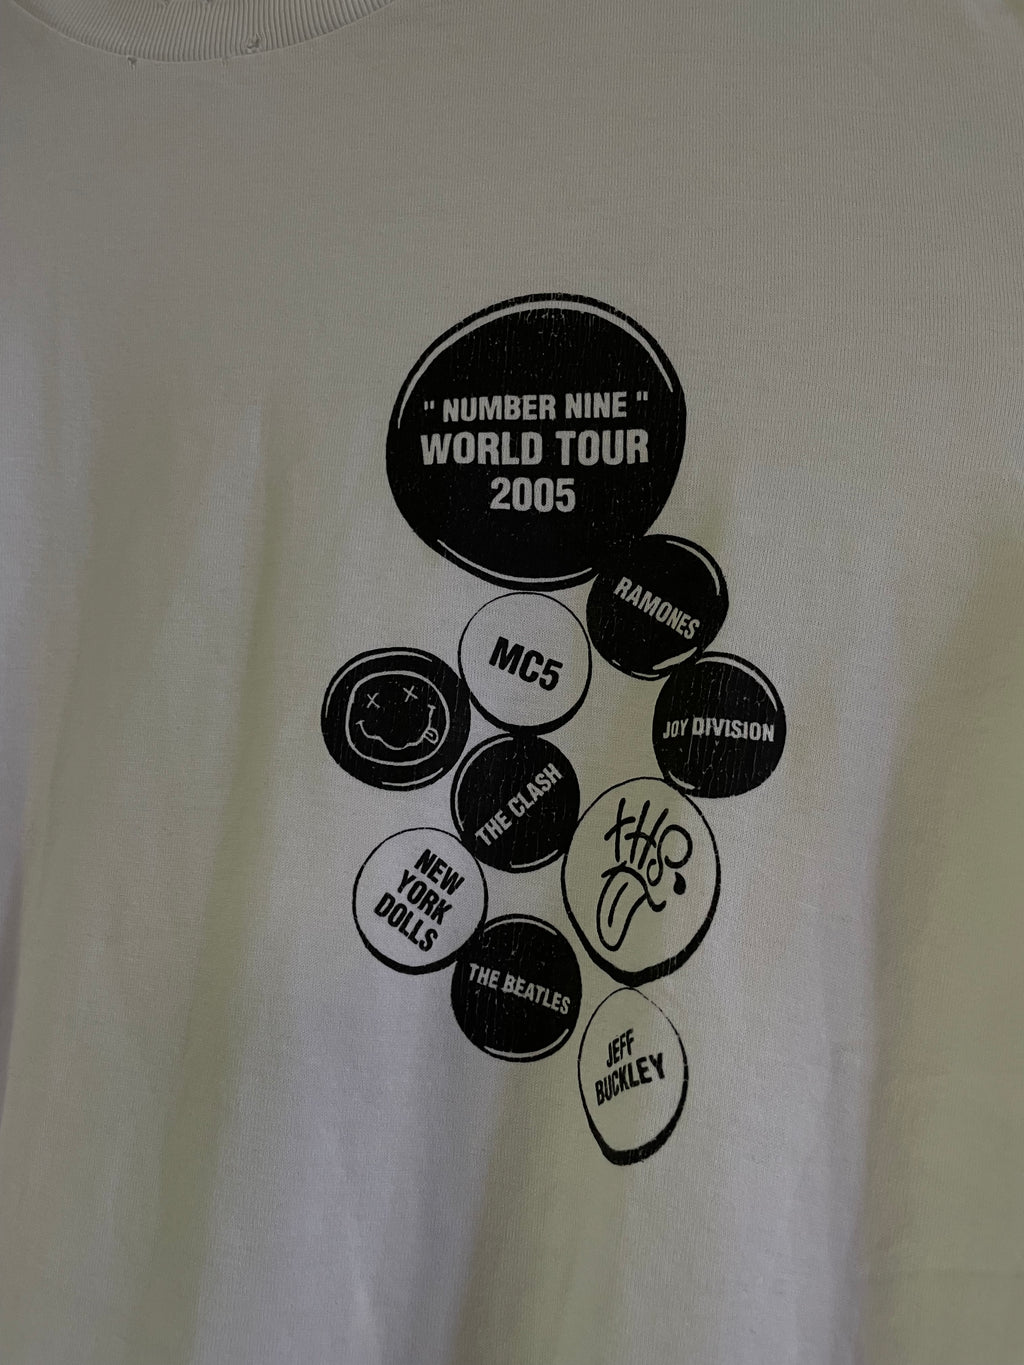 " NUMBER NINE "
WORLD TOUR
2005
RAMONES
MC5
JOY DIVISION
THE CLASH
NEW
YORK
DOLLS
THE BEATLES
JEFF
BUCKLEY